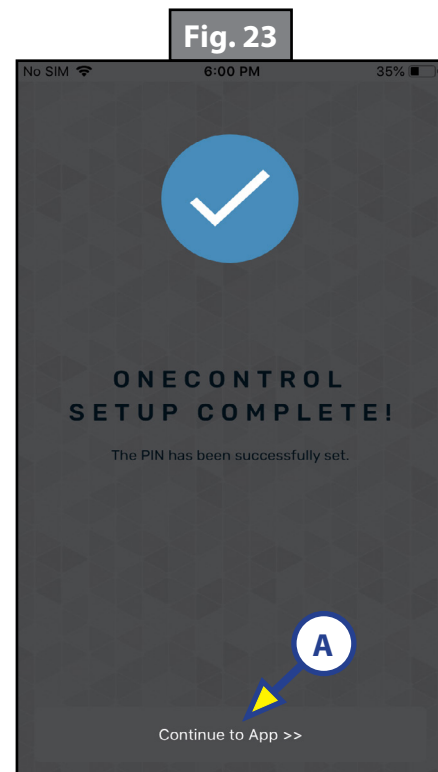 Fig. 23
No SIM 6:00 PM 35%
ONECONTROL
SETUP COMPLETE!
The PIN has been successfully set.
A
Continue to App >>